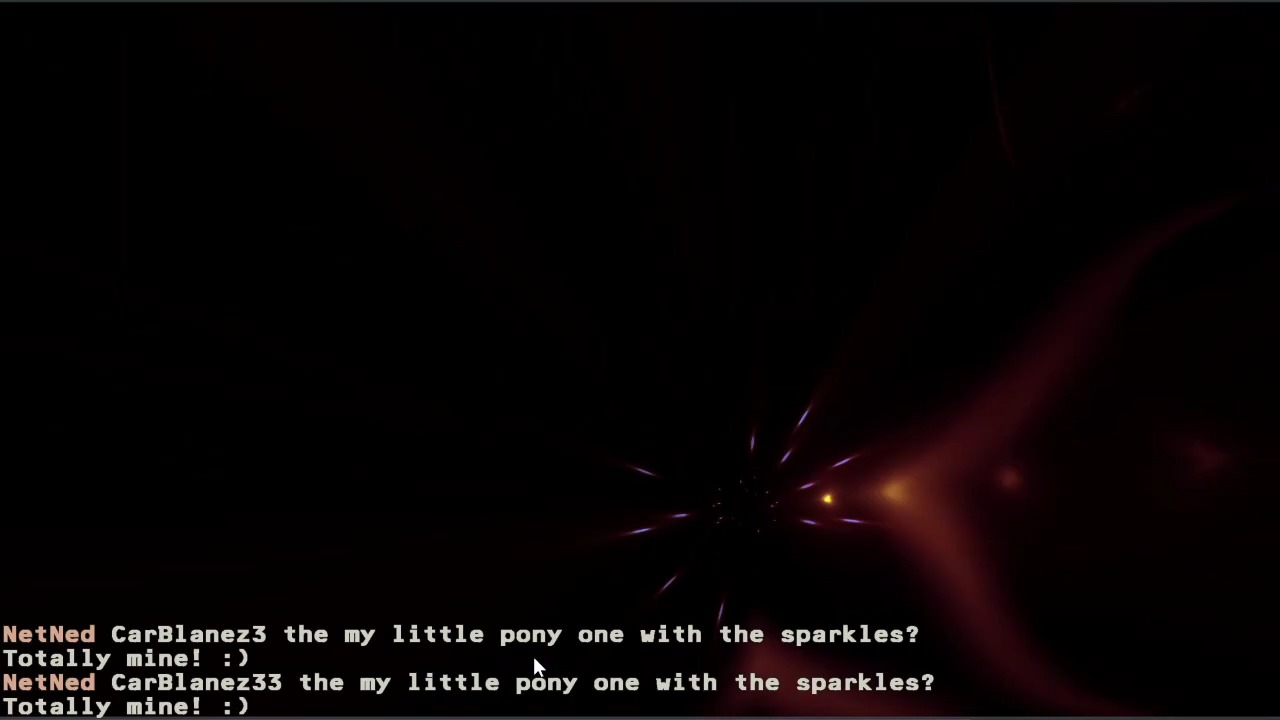 NetNed CarBlanez3 the my little pony one with the sparkles?
Totally mine! :)
NetNed CarBlanez33 the my little pony one with the sparkles?
Totally mine! :)